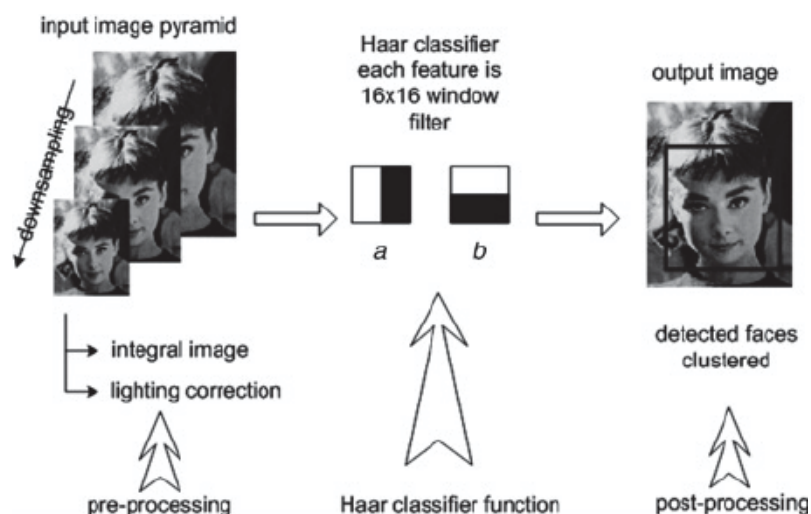 input image pyramid
downsampling
integral image
lighting correction
pre-processing
Haar classifier
each feature is
16x16 window
filter
a
b
Haar classifier function
output image
detected faces
clustered
post-processing